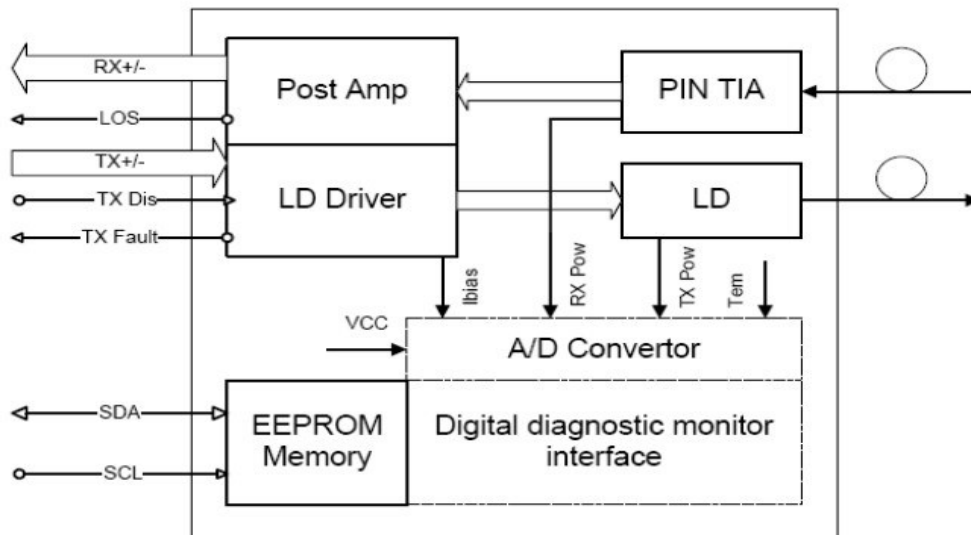 RX+/-
Post Amp
PIN TIA
LOS
TX+/-
TX Dis
LD Driver
LD
TX Fault
Ibias
RX Pow
TX Pow
Tem
VCC
A/D Convertor
SDA
EEPROM
Memory
Digital diagnostic monitor
interface
SCL